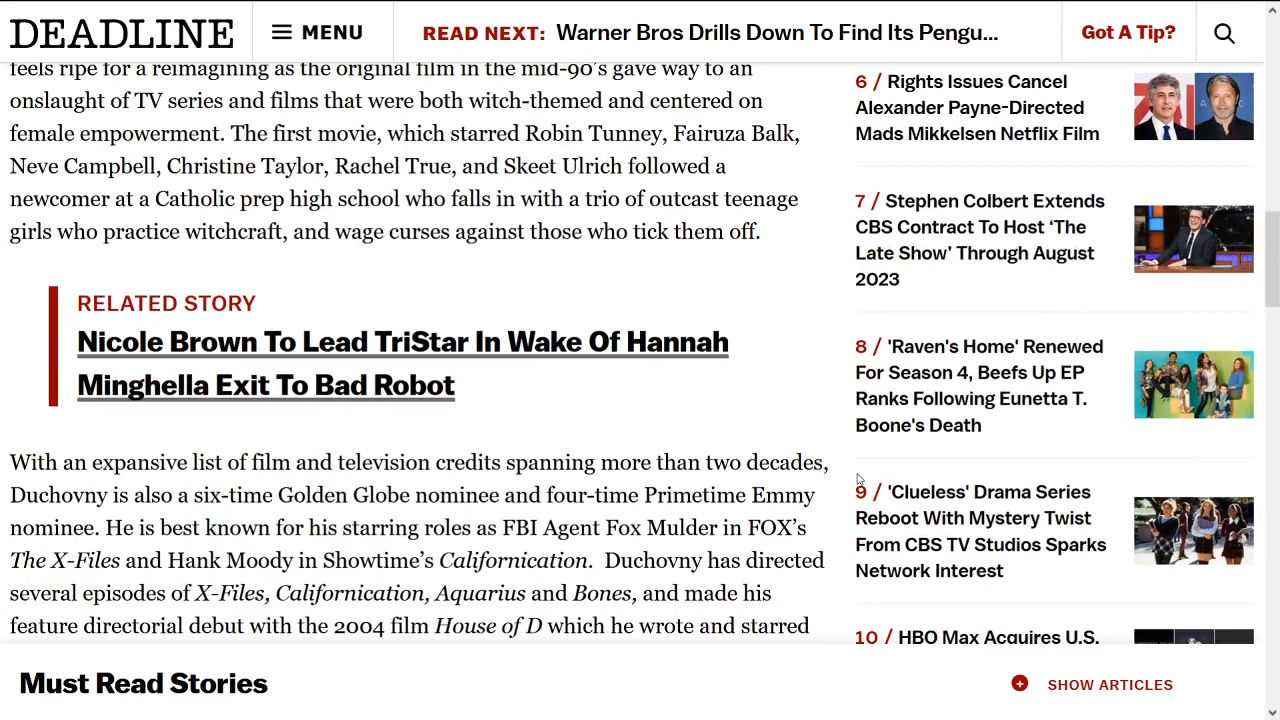 DEADLINE
MENU
READ NEXT: Warner Bros Drills Down To Find Its Pengu...
Got A Tip?
feels ripe for a reimagining as the original film in the mid-90's gave way to an
onslaught of TV series and films that were both witch-themed and centered on
female empowerment. The first movie, which starred Robin Tunney, Fairuza Balk,
Neve Campbell, Christine Taylor, Rachel True, and Skeet Ulrich followed a
newcomer at a Catholic prep high school who falls in with a trio of outcast teenage
girls who practice witchcraft, and wage curses against those who tick them off.
RELATED STORY
Nicole Brown To Lead TriStar In Wake Of Hannah
Minghella Exit To Bad Robot
With an expansive list of film and television credits spanning more than two decades,
Duchovny is also a six-time Golden Globe nominee and four-time Primetime Emmy
nominee. He is best known for his starring roles as FBI Agent Fox Mulder in FOX's
The X-Files and Hank Moody in Showtime's Californication. Duchovny has directed
several episodes of X-Files, Californication, Aquarius and Bones, and made his
feature directorial debut with the 2004 film House of D which he wrote and starred
6 / Rights Issues Cancel
Alexander Payne-Directed
Mads Mikkelsen Netflix Film
7 / Stephen Colbert Extends
CBS Contract To Host ‘The
Late Show’ Through August
2023
8 / 'Raven's Home' Renewed
For Season 4, Beefs Up EP
Ranks Following Eunetta T.
Boone's Death
9 / 'Clueless' Drama Series
Reboot With Mystery Twist
From CBS TV Studios Sparks
Network Interest
10 / HBO Max Acquires U.S.
Must Read Stories
SHOW ARTICLES